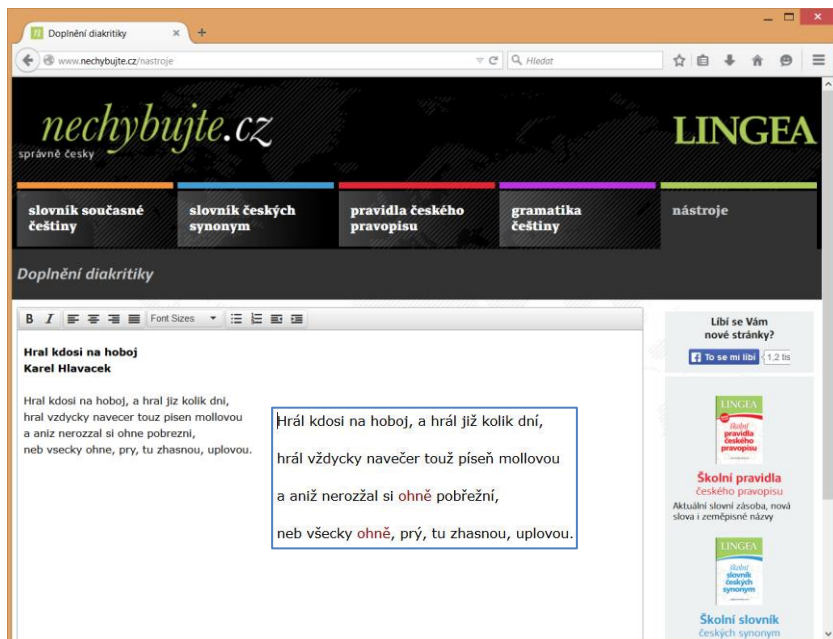 Doplnění diakritiky
www.nechybujte.cz/nastroje
Hledat
nechybujte.cz
správně česky
LINGEA
slovník současné
češtiny
slovník českých
synonym
pravidla českého
pravopisu
gramatika
češtiny
nástroje
Doplnění diakritiky
B I Font Sizes
Hral kdosi na hoboj
Karel Hlavacek
Hral kdosi na hoboj, a hral jiz kolik dni,
hral vzdycky navecer touz pisen mollovou
a aniz nerozzal si ohne pobrezni,
neb vsecky ohne, pry, tu zhasnou, uplovou.
Hrál kdosi na hoboj, a hrál již kolik dní,
hrál vždycky navečer touž píseň mollovou
a aniž nerozžal si ohně pobřežní,
neb všecky ohně, prý, tu zhasnou, uplovou.
Líbí se Vám
nové stránky?
To se mi líbí 1,2 tis
LINGEA
školní
pravidla
českého
pravopisu
Školní pravidla
českého pravopisu
Aktuální slovní zásoba, nová
slova i zeměpisné názvy
LINGEA
školní
slovník
českých
synonym
Školní slovník
českých synonym